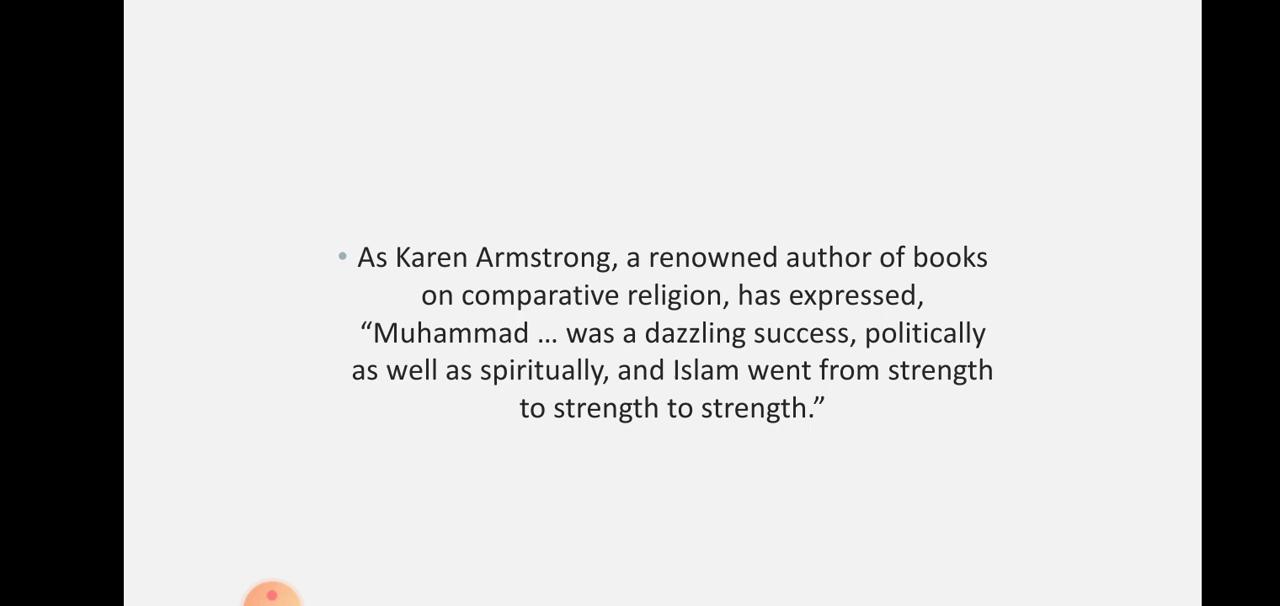 • As Karen Armstrong, a renowned author of books
on comparative religion, has expressed,
“Muhammad ... was a dazzling success, politically
as well as spiritually, and Islam went from strength
to strength to strength.”